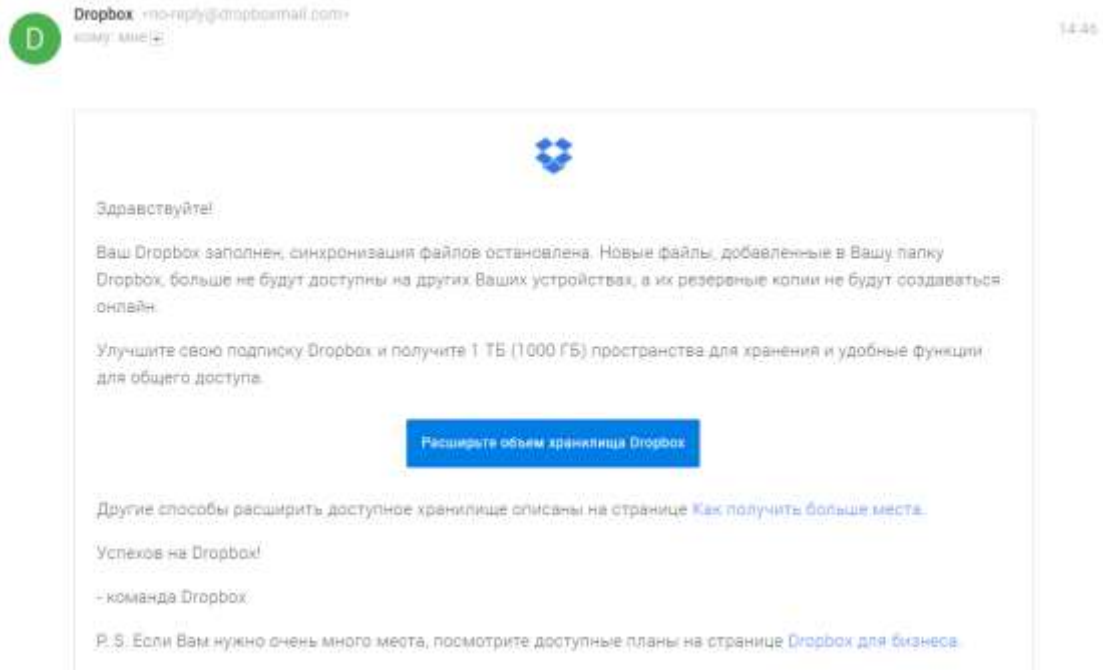 Dropbox <no-reply@dropboxmail.com>
кому: мне
14:46
D
Здравствуйте!
Ваш Dropbox заполнен, синхронизация файлов остановлена. Новые файлы, добавленные в Вашу папку
Dropbox, больше не будут доступны на других Ваших устройствах, а их резервные копии не будут создаваться
онлайн.
Улучшите свою подписку Dropbox и получите 1 ТБ (1000 ГБ) пространства для хранения и удобные функции
для общего доступа.
Расширьте объем хранилища Dropbox
Другие способы расширить доступное хранилище описаны на странице Как получить больше места.
Успехов на Dropbox!
- команда Dropbox
P. S. Если Вам нужно очень много места, посмотрите доступные планы на странице Dropbox для бизнеса.